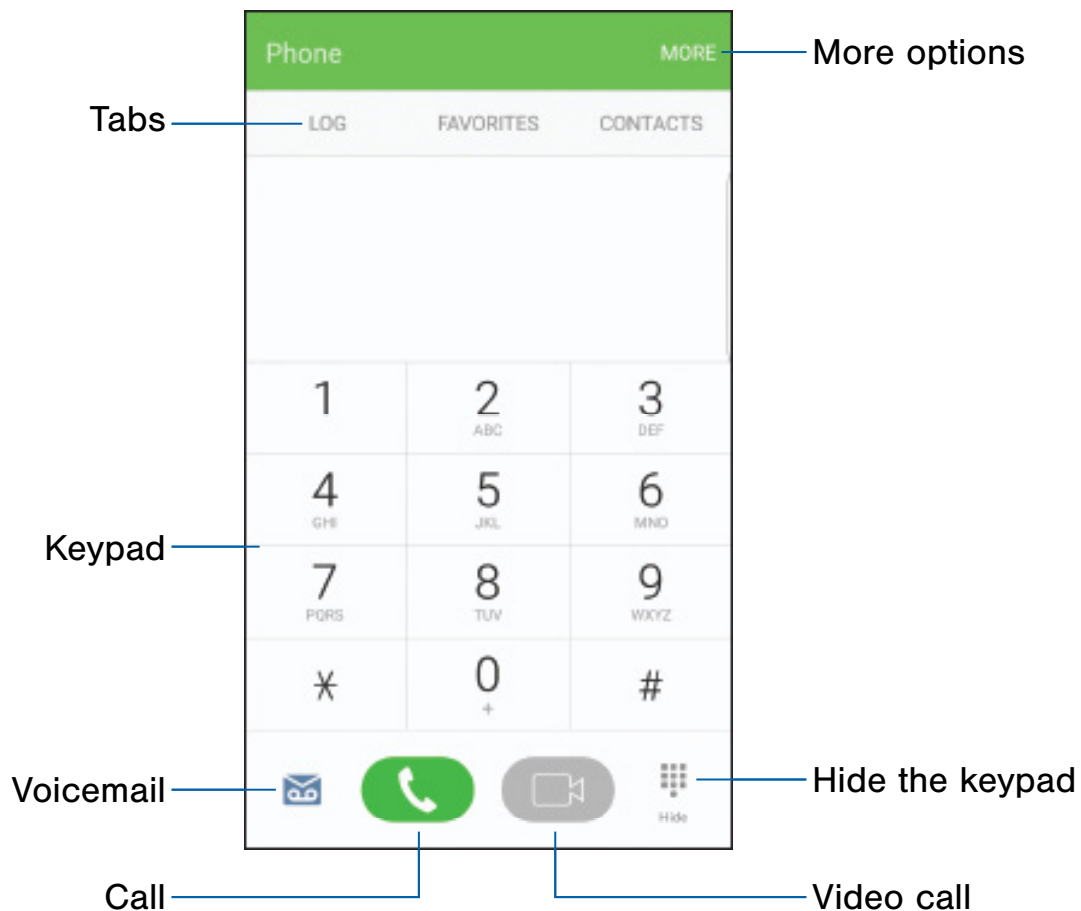 Phone MORE More options
Tabs LOG FAVORITES CONTACTS
1 2 3
ABC DEF
4 5 6
GHI JKL MNO
Keypad
7 8 9
PQRS TUV WXYZ
* 0 #
+
Voicemail Hide the keypad
Hide
Call Video call